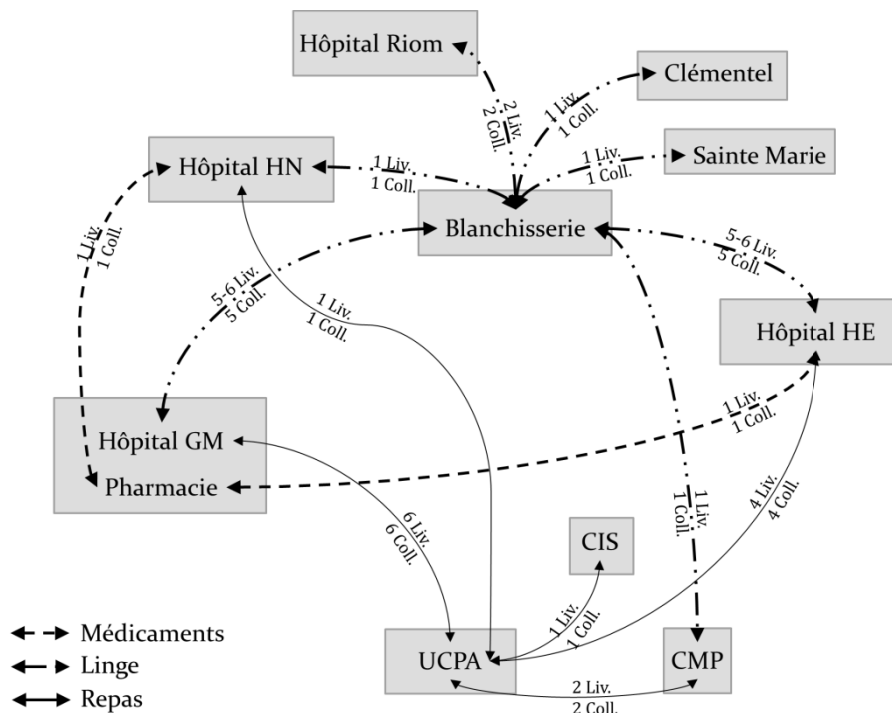 Hôpital Riom
Clémentel
2 Liv.
2 Coll.
1 Liv.
1 Coll.
Hôpital HN
1 Liv.
1 Coll.
1 Liv.
1 Coll.
Sainte Marie
Blanchisserie
1 Liv.
1 Coll.
5-6 Liv.
5 Coll.
5-6 Liv.
5 Coll.
1 Liv.
1 Coll.
Hôpital HE
Hôpital GM
Pharmacie
1 Liv.
1 Coll.
6 Liv.
6 Coll.
1 Liv.
1 Coll.
4 Liv.
4 Coll.
CIS
1 Liv.
1 Coll.
Médicaments
Linge
Repas
UCPA
CMP
2 Liv.
2 Coll.